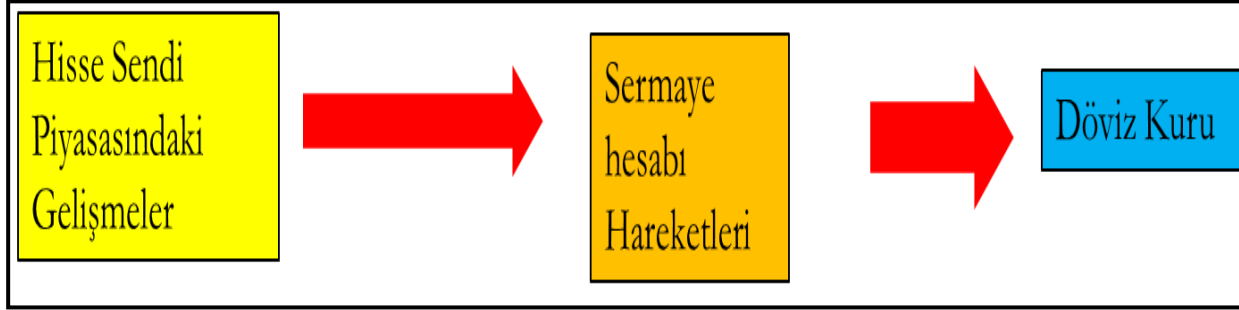 Hisse Sendi
Piyasasındaki
Gelişmeler
Sermaye
hesabı
Hareketleri
Döviz Kuru